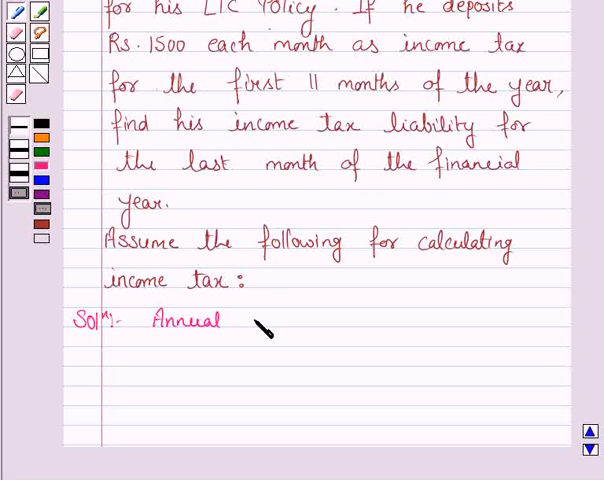 for his LIC Policy. If he deposits
Rs. 1500 each month as income tax
for the first 11 months of the year,
find his income tax liability for
the last month of the financial
year.
Assume the following for calculating
income tax :
Solⁿ:- Annual